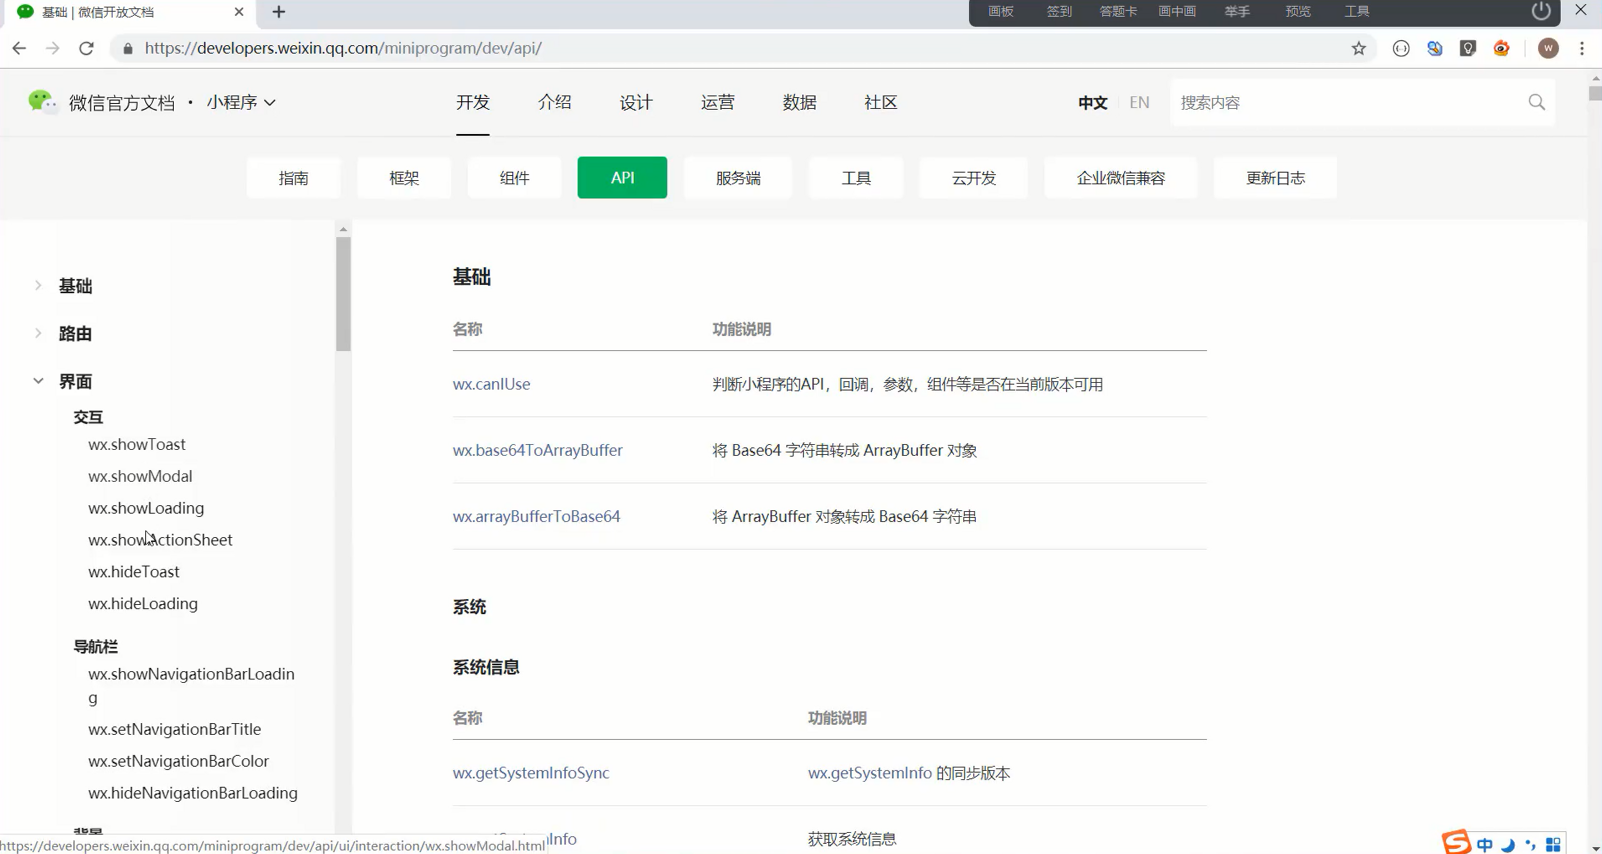 基础 | 微信开放文档
画板 签到 答题卡 画中画 举手 预览 工具
https://developers.weixin.qq.com/miniprogram/dev/api/
W
微信官方文档 · 小程序
开发 介绍 设计 运营 数据 社区
中文 EN
搜索内容
指南 框架 组件 API 服务端 工具 云开发 企业微信兼容 更新日志
基础
路由
界面
交互
wx.showToast
wx.showModal
wx.showLoading
wx.showActionSheet
wx.hideToast
wx.hideLoading
导航栏
wx.showNavigationBarLoadin
g
wx.setNavigationBarTitle
wx.setNavigationBarColor
wx.hideNavigationBarLoading
背景
基础
名称 功能说明
wx.canIUse 判断小程序的API，回调，参数，组件等是否在当前版本可用
wx.base64ToArrayBuffer 将 Base64 字符串转成 ArrayBuffer 对象
wx.arrayBufferToBase64 将 ArrayBuffer 对象转成 Base64 字符串
系统
系统信息
名称 功能说明
wx.getSystemInfoSync wx.getSystemInfo 的同步版本
获取系统信息
https://developers.weixin.qq.com/miniprogram/dev/api/ui/interaction/wx.showModal.html
S 中